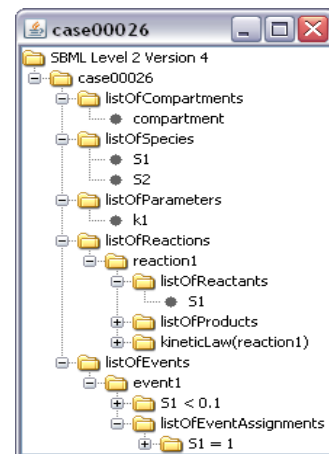 case00026
SBML Level 2 Version 4
case00026
listOfCompartments
compartment
listOfSpecies
S1
S2
listOfParameters
k1
listOfReactions
reaction1
listOfReactants
S1
listOfProducts
kineticLaw(reaction1)
listOfEvents
event1
S1 < 0.1
listOfEventAssignments
S1 = 1